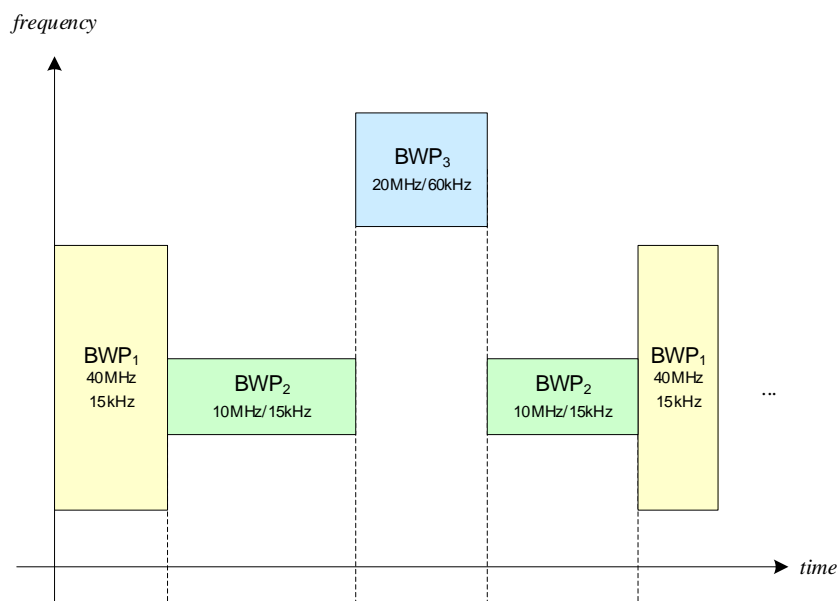 frequency
BWP₃
20MHz/60kHz
BWP₁
40MHz
15kHz
BWP₂
10MHz/15kHz
BWP₂
10MHz/15kHz
BWP₁
40MHz
15kHz
...
time